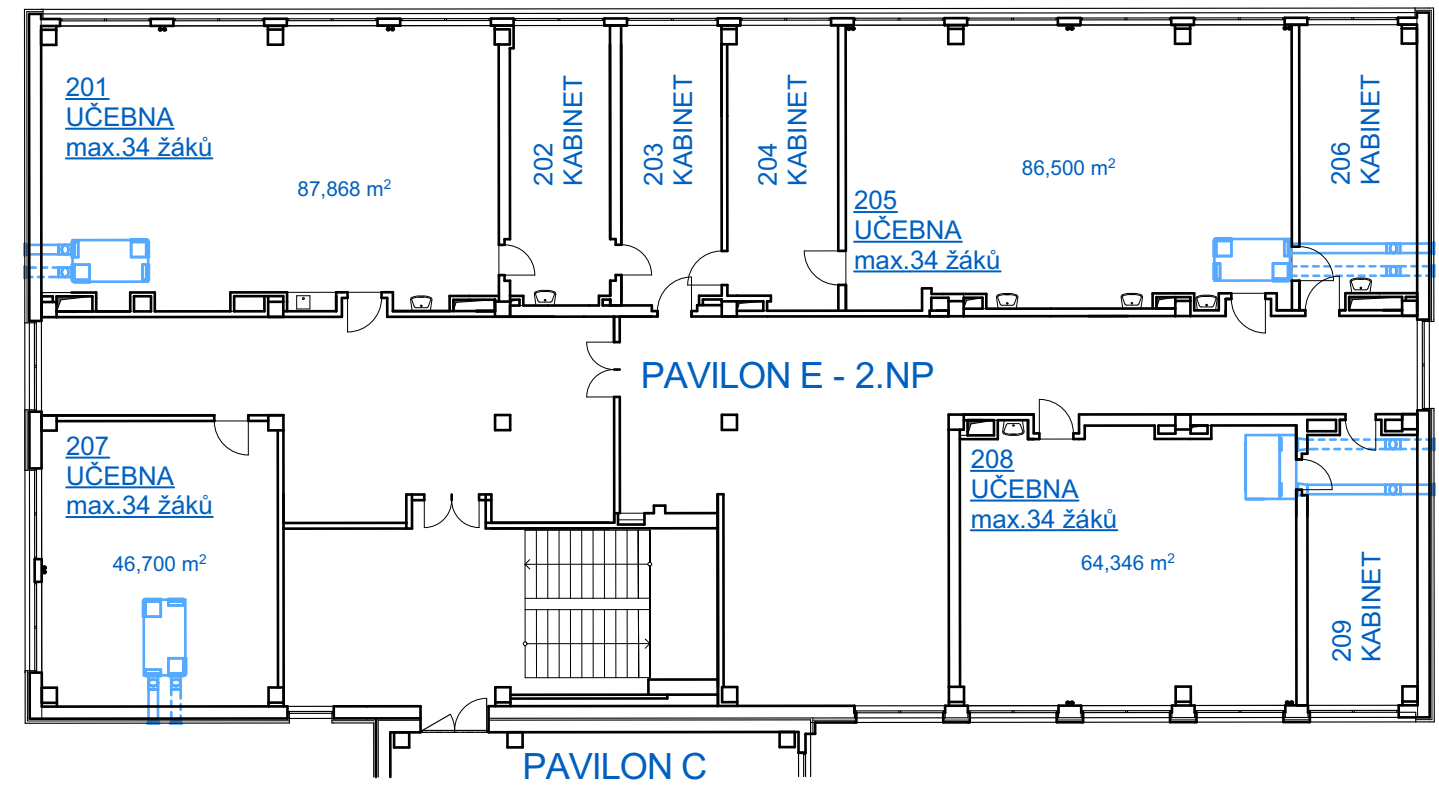 201
UČEBNA
max.34 žáků
87,868 m²
202
KABINET
203
KABINET
204
KABINET
86,500 m²
205
UČEBNA
max.34 žáků
206
KABINET
PAVILON E - 2.NP
207
UČEBNA
max.34 žáků
46,700 m²
208
UČEBNA
max.34 žáků
64,346 m²
209
KABINET
PAVILON C